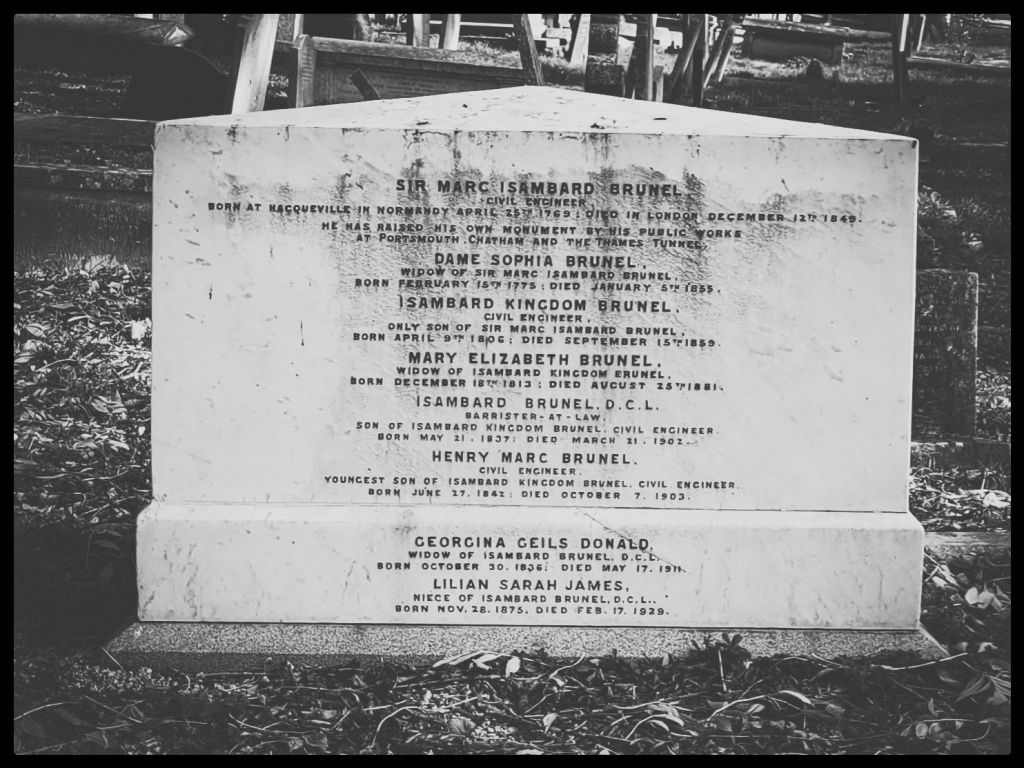 SIR MARC ISAMBARD BRUNEL,
CIVIL ENGINEER,
BORN AT HACQUEVILLE IN NORMANDY APRIL 25TH 1769: DIED IN LONDON DECEMBER 12TH 1849.
HE HAS RAISED HIS OWN MONUMENT BY HIS PUBLIC WORKS
AT PORTSMOUTH, CHATHAM AND THE THAMES TUNNEL.
DAME SOPHIA BRUNEL,
WIDOW OF SIR MARC ISAMBARD BRUNEL,
BORN FEBRUARY 15TH 1775: DIED JANUARY 5TH 1855.
ISAMBARD KINGDOM BRUNEL,
CIVIL ENGINEER,
ONLY SON OF SIR MARC ISAMBARD BRUNEL,
BORN APRIL 9TH 1806: DIED SEPTEMBER 15TH 1859.
MARY ELIZABETH BRUNEL,
WIDOW OF ISAMBARD KINGDOM BRUNEL,
BORN DECEMBER 18TH 1813: DIED AUGUST 25TH 1881.
ISAMBARD BRUNEL, D.C.L.
BARRISTER-AT-LAW.
SON OF ISAMBARD KINGDOM BRUNEL, CIVIL ENGINEER.
BORN MAY 21. 1837: DIED MARCH 21. 1902.
HENRY MARC BRUNEL.
CIVIL ENGINEER.
YOUNGEST SON OF ISAMBARD KINGDOM BRUNEL, CIVIL ENGINEER.
BORN JUNE 27. 1842: DIED OCTOBER 7. 1903.
GEORGINA GEILS DONALD,
WIDOW OF ISAMBARD BRUNEL, D.C.L.
BORN OCTOBER 30. 1836: DIED MAY 17. 1911.
LILIAN SARAH JAMES,
NIECE OF ISAMBARD BRUNEL, D.C.L.,
BORN NOV. 28. 1875, DIED FEB. 17. 1929.